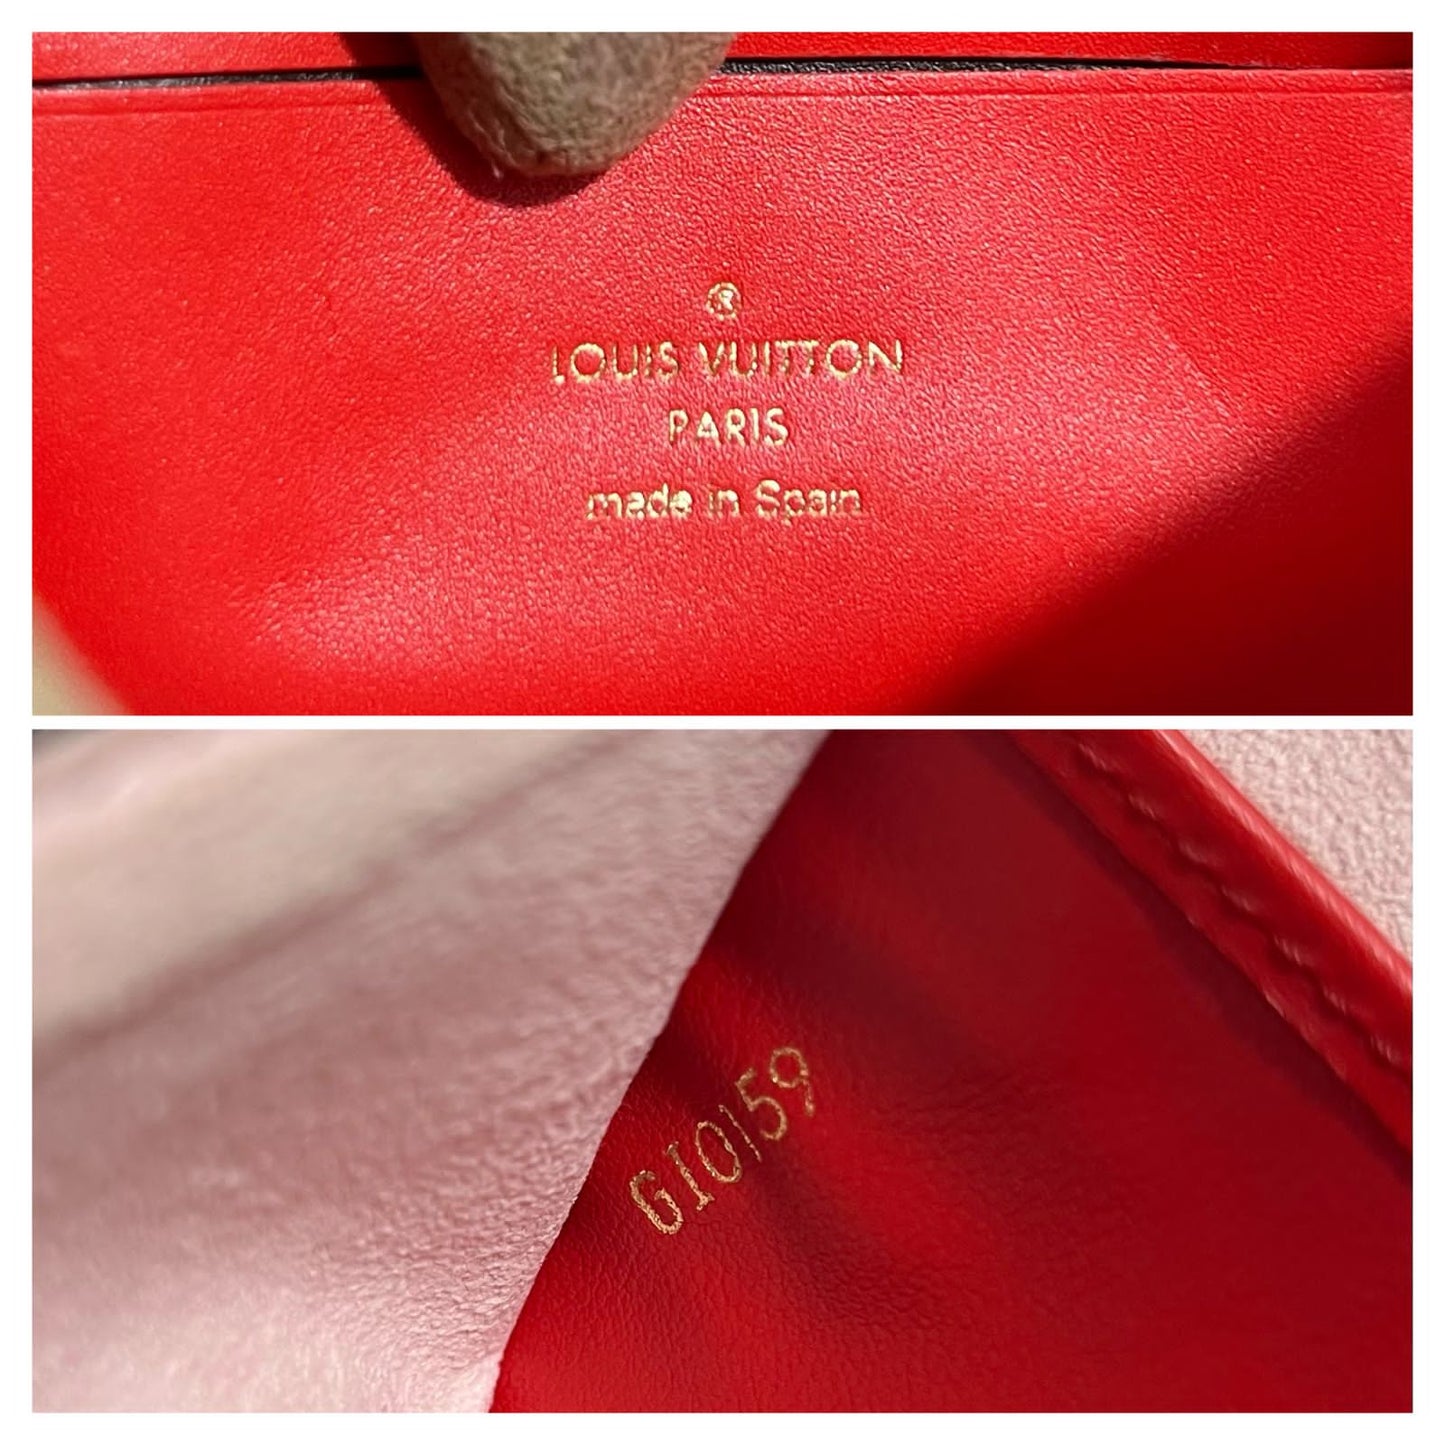 ®
LOUIS VUITTON
PARIS
made in Spain
GI0159